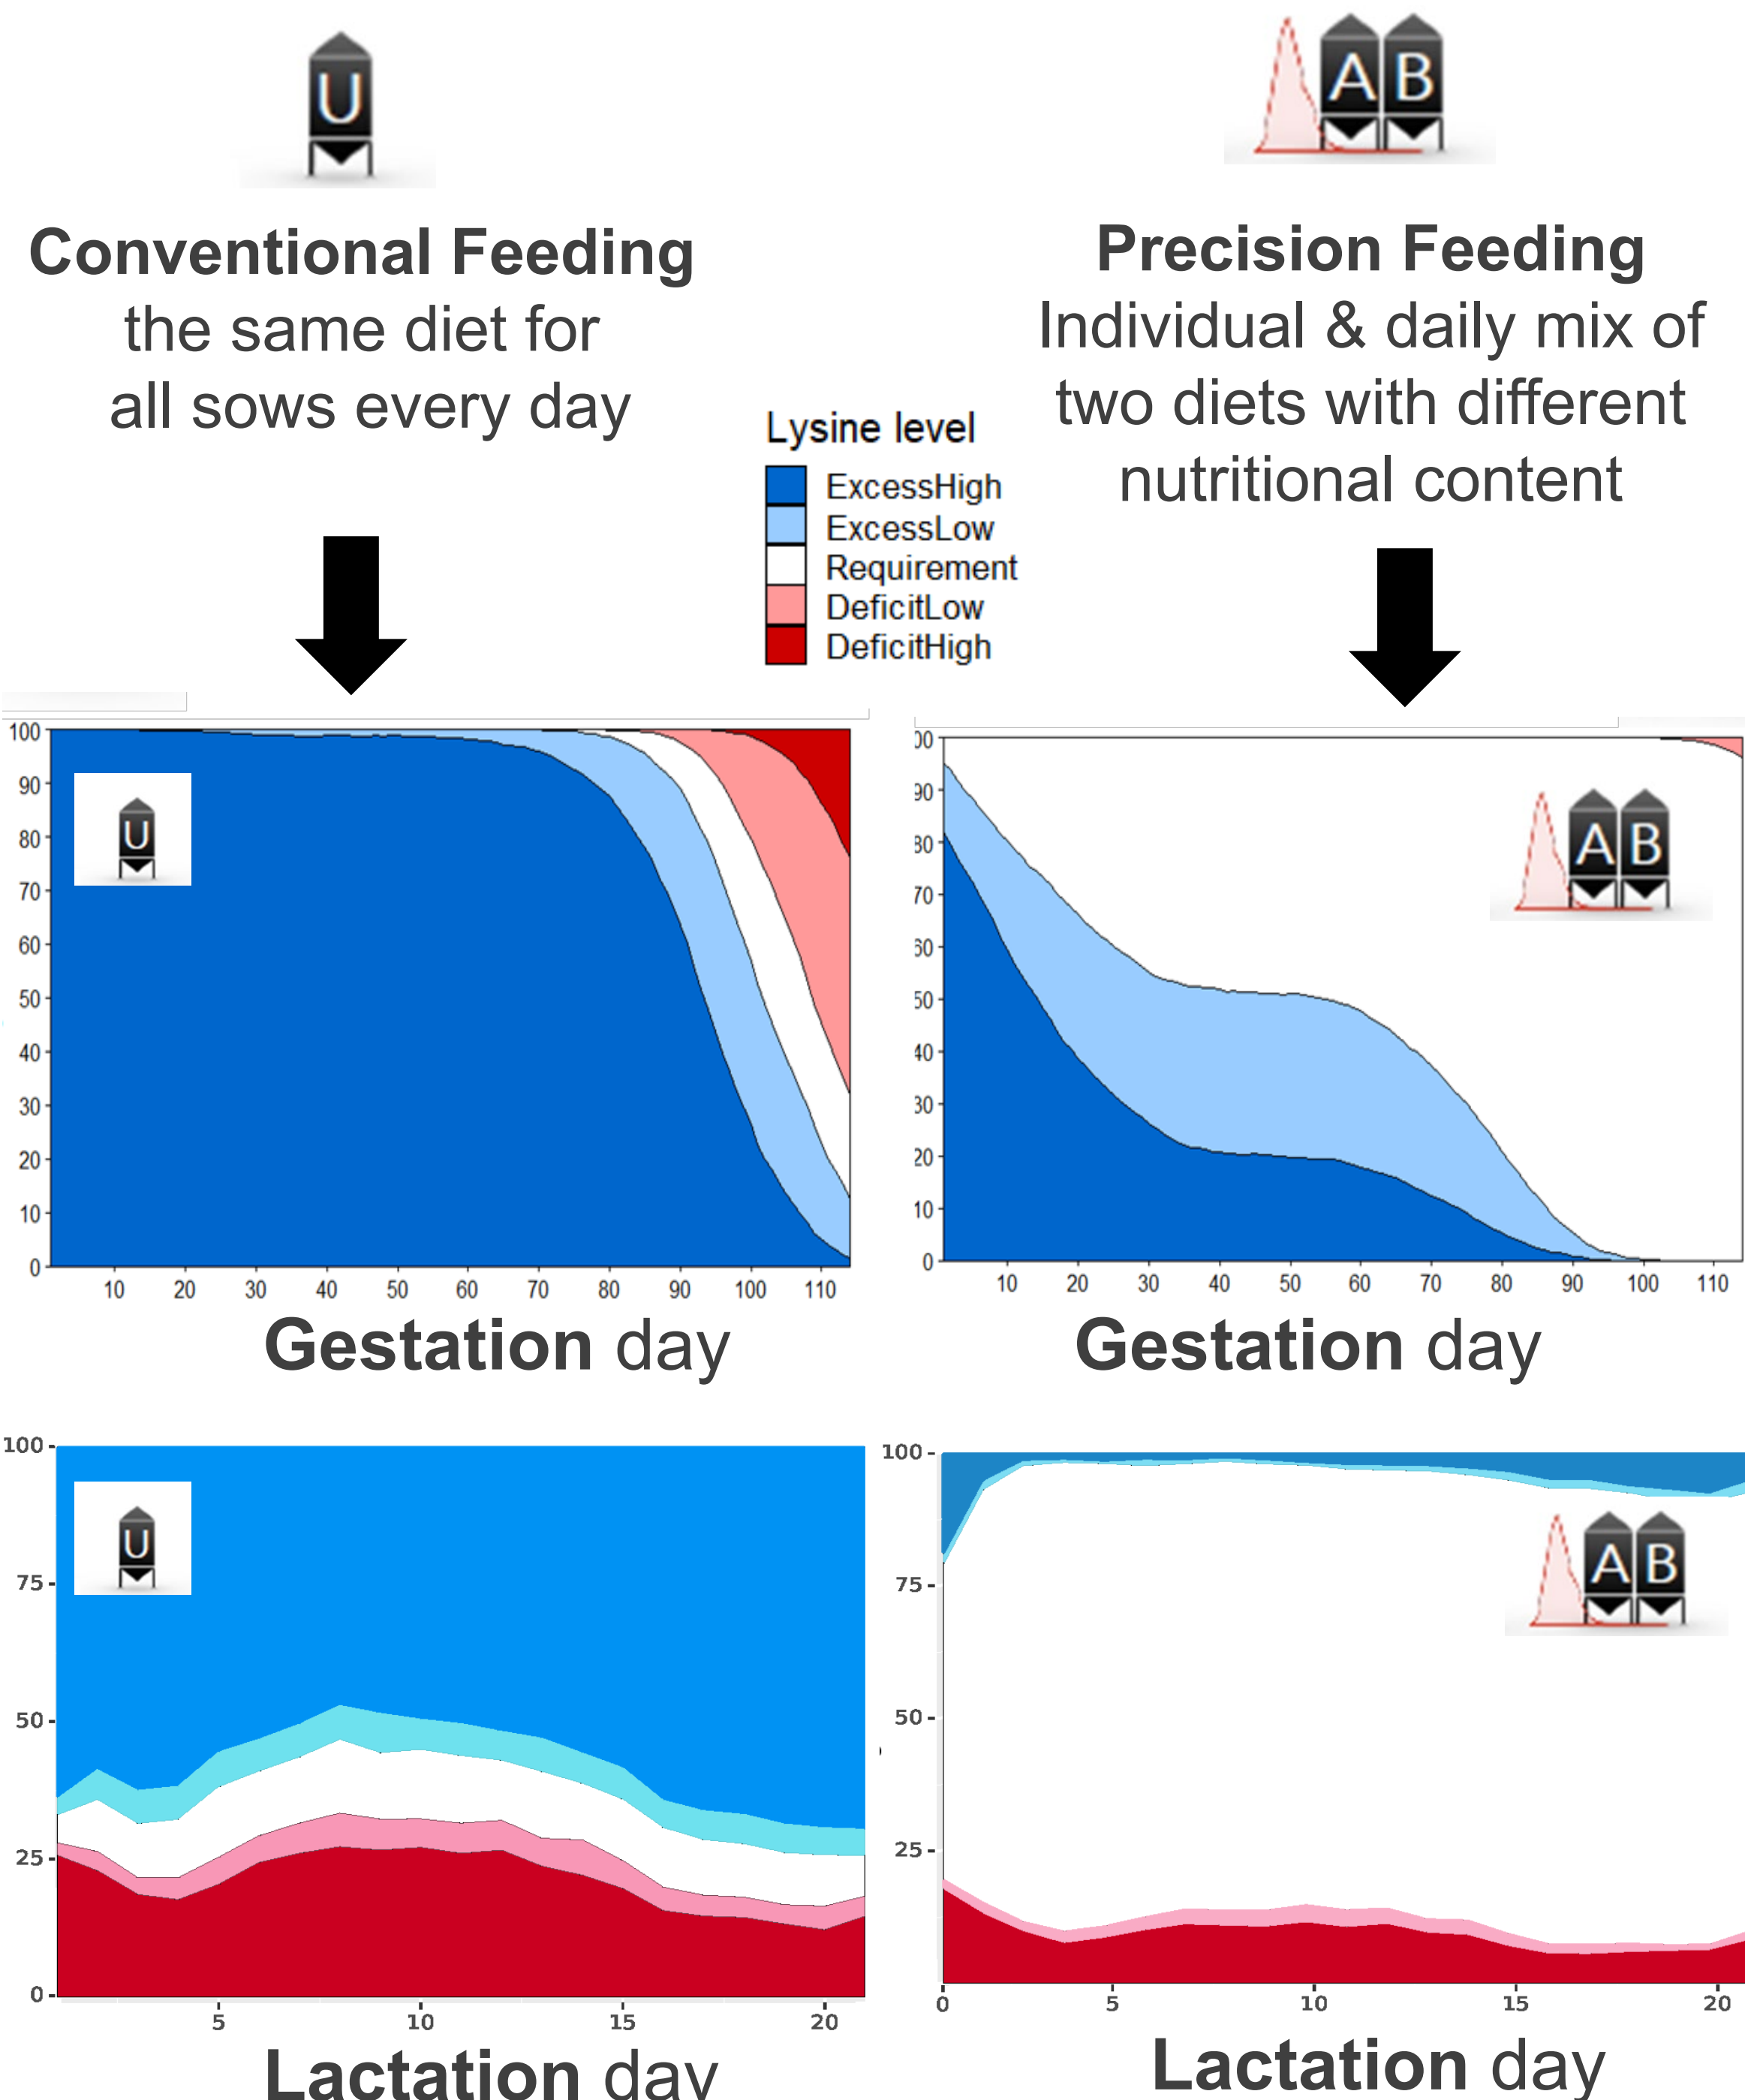 U
A B
Conventional Feeding
the same diet for
all sows every day
Precision Feeding
Individual & daily mix of
two diets with different
nutritional content
Lysine level
ExcessHigh
ExcessLow
Requirement
DeficitLow
DeficitHigh
100
90
80
70
60
50
40
30
20
10
0
U
10 20 30 40 50 60 70 80 90 100 110
Gestation day
00
90
80
70
60
50
40
30
20
10
0
A B
10 20 30 40 50 60 70 80 90 100 110
Gestation day
100
75
50
25
0
U
5 10 15 20
Lactation day
100
75
50
25
A B
0 5 10 15 20
Lactation day